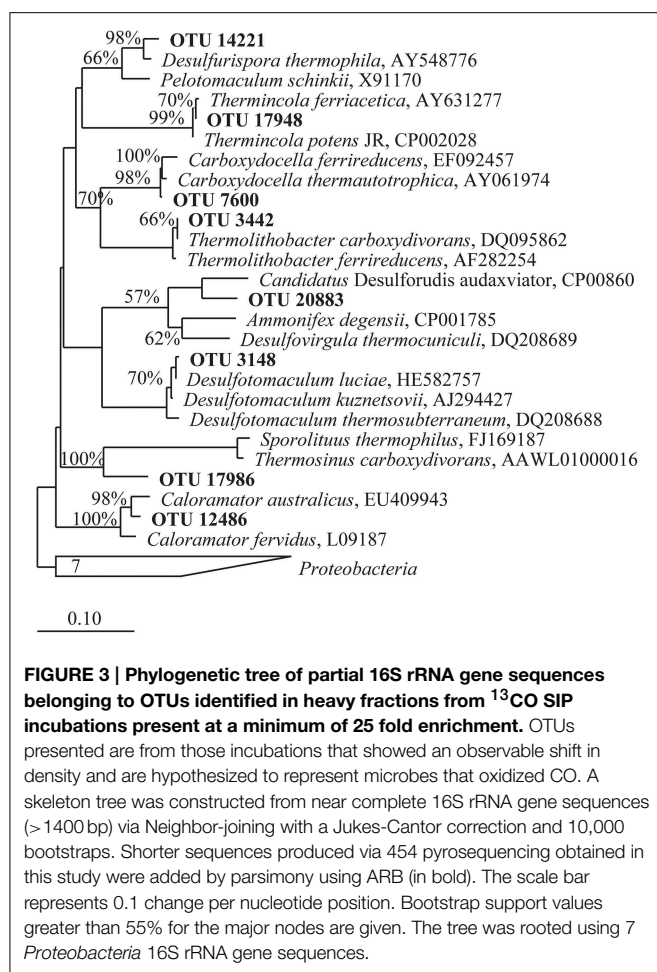 98%
OTU 14221
66%
Desulfurispora thermophila, AY548776
Pelotomaculum schinkii, X91170
70%
Thermincola ferriacetica, AY631277
99%
OTU 17948
Thermincola potens JR, CP002028
100%
Carboxydocella ferrireducens, EF092457
98%
Carboxydocella thermautotrophica, AY061974
70%
OTU 7600
66%
OTU 3442
Thermolithobacter carboxydivorans, DQ095862
Thermolithobacter ferrireducens, AF282254
Candidatus Desulforudis audaxviator, CP00860
57%
OTU 20883
Ammonifex degensii, CP001785
62%
Desulfovirgula thermocuniculi, DQ208689
OTU 3148
70%
Desulfotomaculum luciae, HE582757
Desulfotomaculum kuznetsovii, AJ294427
Desulfotomaculum thermosubterraneum, DQ208688
Sporolituus thermophilus, FJ169187
100%
Thermosinus carboxydivorans, AAWL01000016
OTU 17986
98%
Caloramator australicus, EU409943
100%
OTU 12486
Caloramator fervidus, L09187
7
Proteobacteria
0.10
FIGURE 3 | Phylogenetic tree of partial 16S rRNA gene sequences
belonging to OTUs identified in heavy fractions from ¹³CO SIP
incubations present at a minimum of 25 fold enrichment. OTUs
presented are from those incubations that showed an observable shift in
density and are hypothesized to represent microbes that oxidized CO. A
skeleton tree was constructed from near complete 16S rRNA gene sequences
(>1400 bp) via Neighbor-joining with a Jukes-Cantor correction and 10,000
bootstraps. Shorter sequences produced via 454 pyrosequencing obtained in
this study were added by parsimony using ARB (in bold). The scale bar
represents 0.1 change per nucleotide position. Bootstrap support values
greater than 55% for the major nodes are given. The tree was rooted using 7
Proteobacteria 16S rRNA gene sequences.